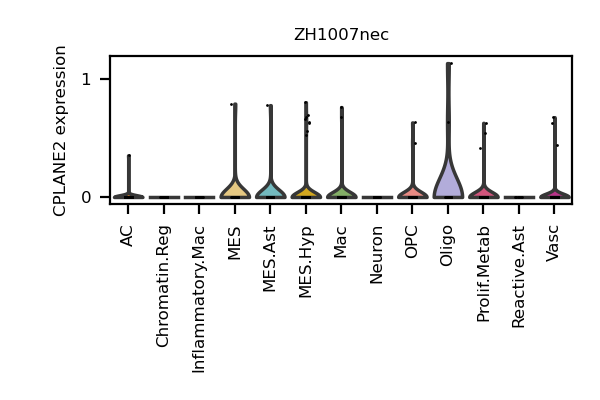 ZH1007nec
CPLANE2 expression
1
0
AC
Chromatin.Reg
Inflammatory.Mac
MES
MES.Ast
MES.Hyp
Mac
Neuron
OPC
Oligo
Prolif.Metab
Reactive.Ast
Vasc